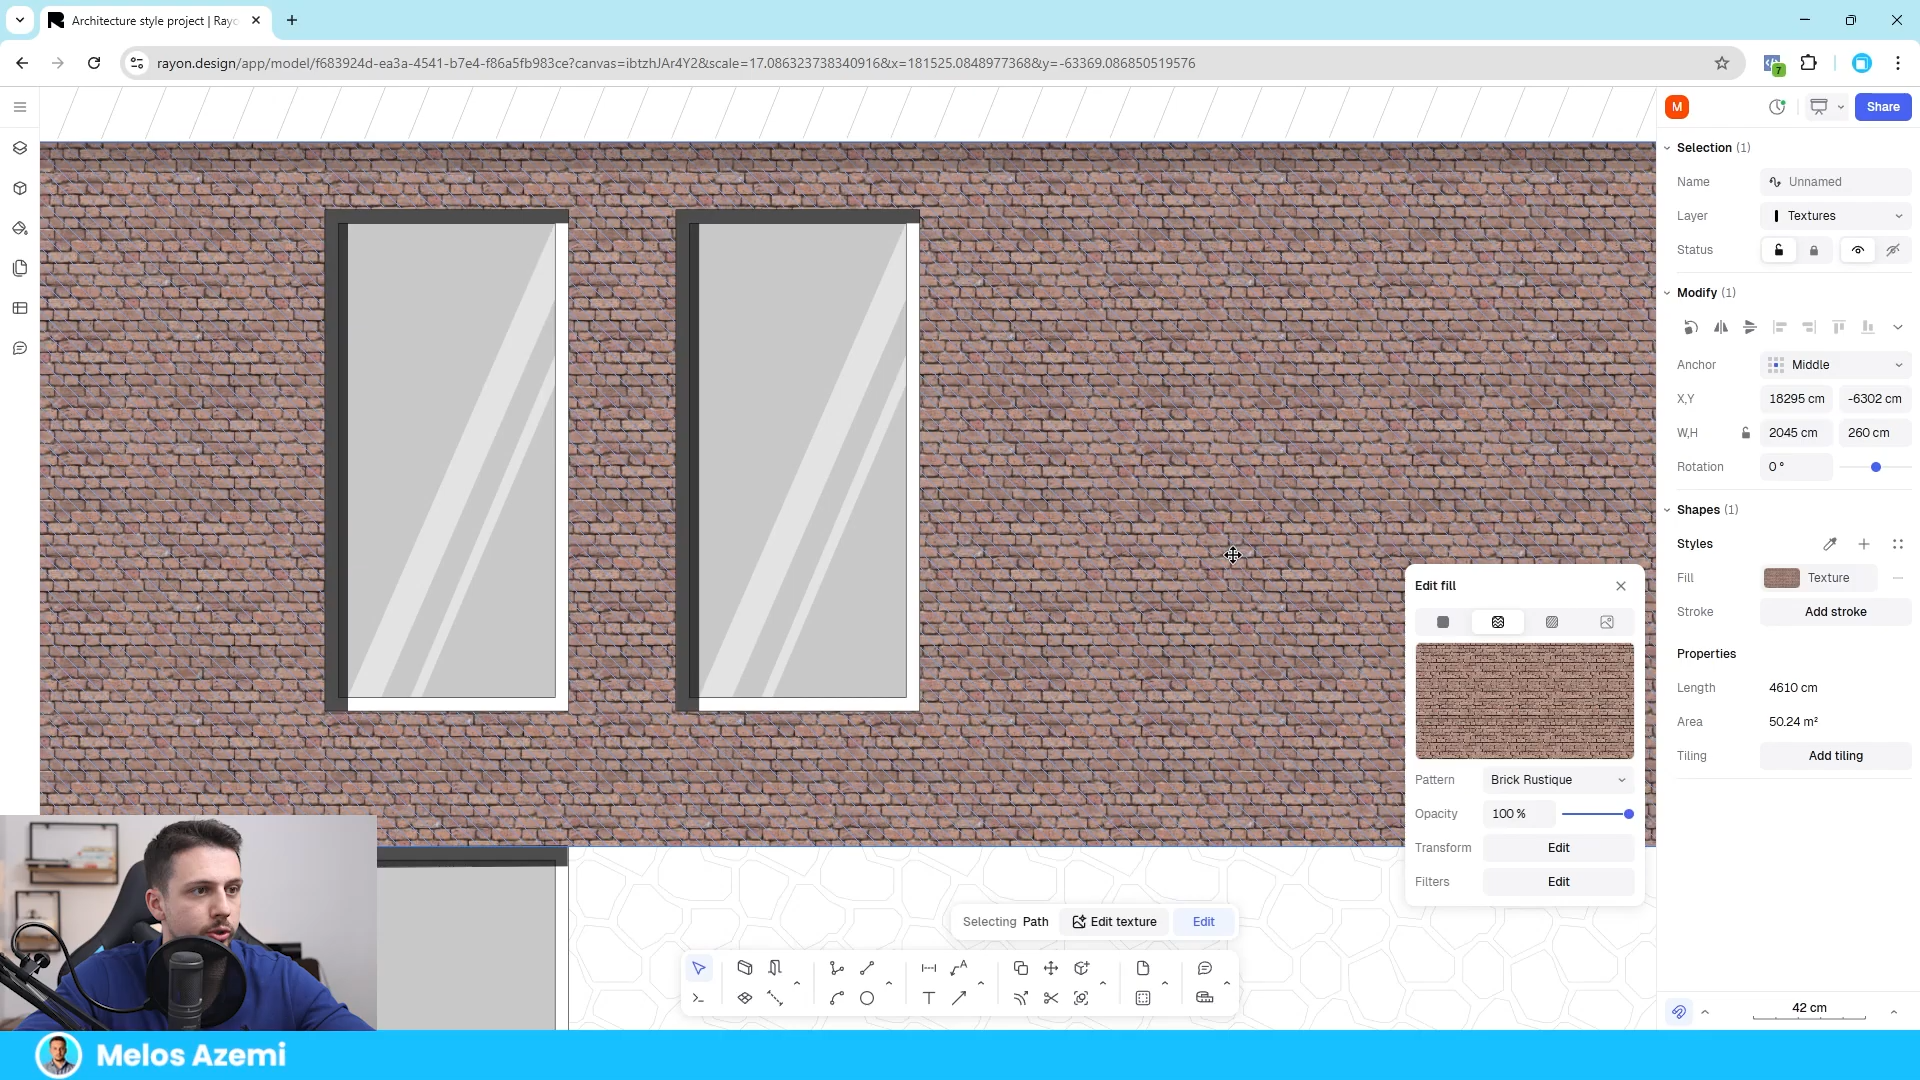 Architecture style project | Rayo
rayon.design/app/model/f683924d-ea3a-4541-b7e4-f86a5fb983ce?canvas=ibtzhJAr4Y2&scale=17.086323738340916&x=181525.0848977368&y=-63369.086850519576
7
M
Share
Selection (1)
Name Unnamed
Layer Textures
Status
Modify (1)
Anchor Middle
X,Y 18295 cm -6302 cm
W,H 2045 cm 260 cm
Rotation 0 °
Shapes (1)
Styles
Fill Texture
Stroke Add stroke
Properties
Length 4610 cm
Area 50.24 m²
Tiling Add tiling
Edit fill
Pattern Brick Rustique
Opacity 100 %
Transform Edit
Filters Edit
Selecting Path Edit texture Edit
42 cm
Melos Azemi